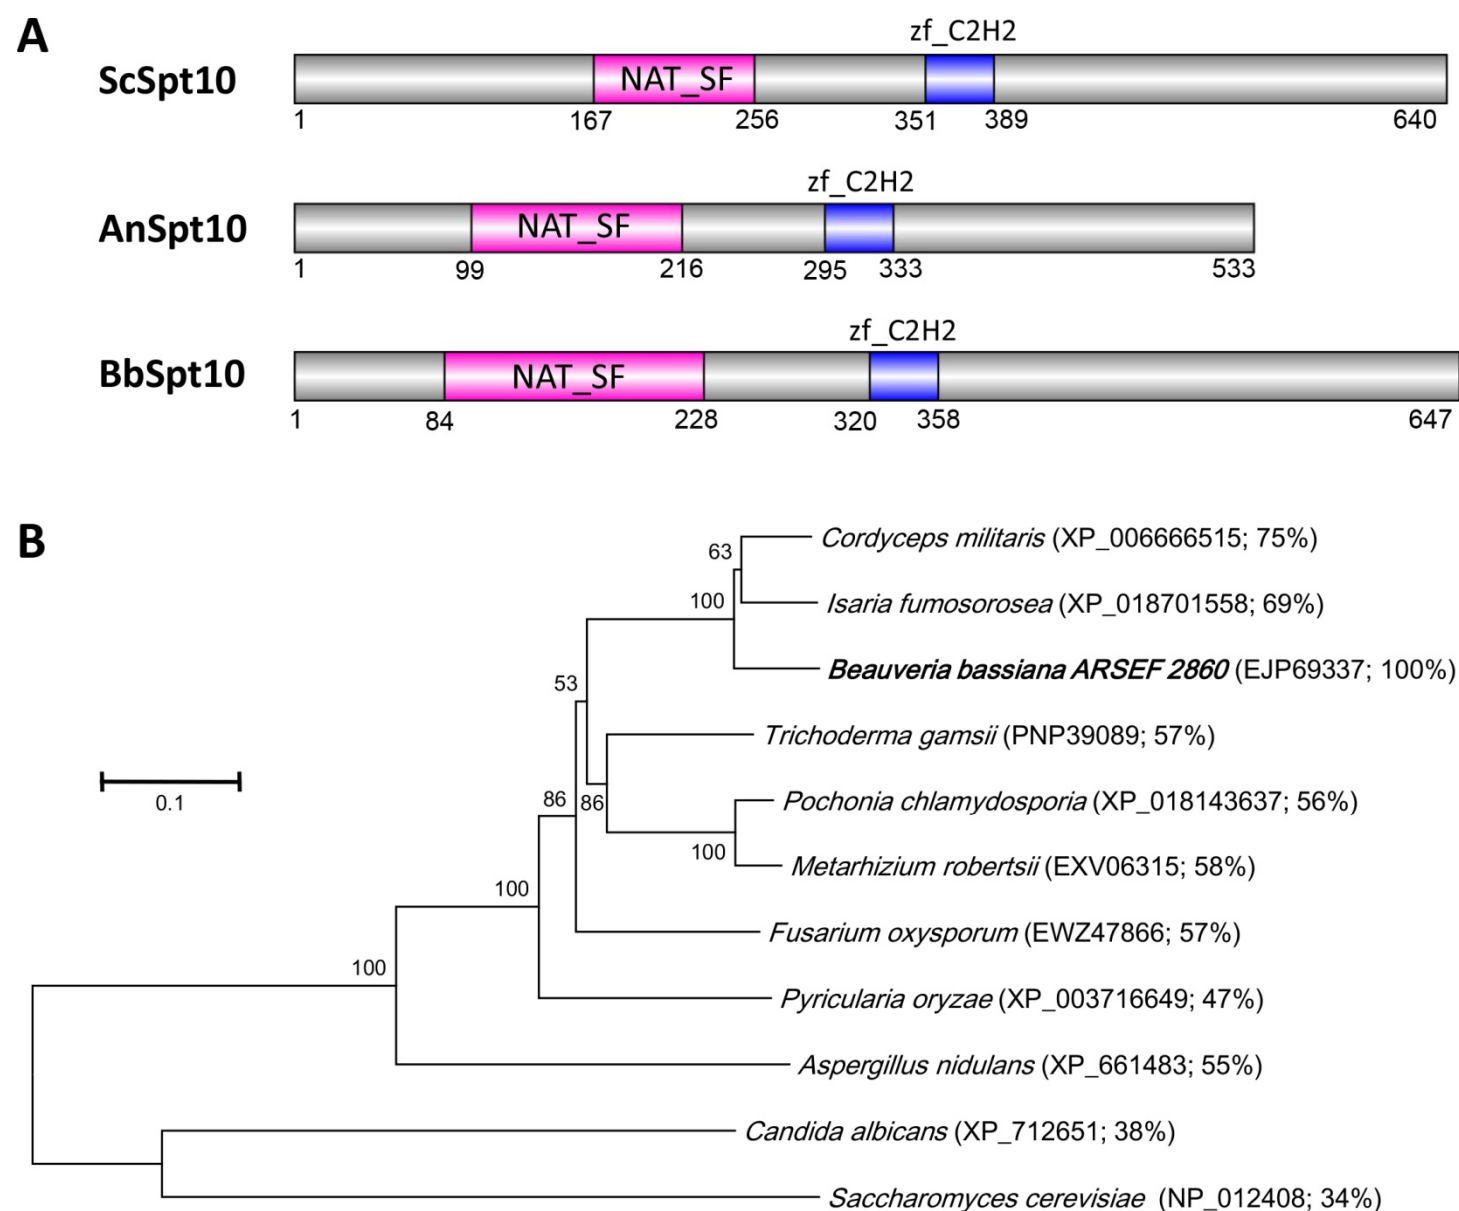 A
zf_C2H2
ScSpt10
NAT_SF
1 167 256 351 389 640
zf_C2H2
AnSpt10
NAT_SF
1 99 216 295 333 533
zf_C2H2
BbSpt10
NAT_SF
1 84 228 320 358 647
B
Cordyceps militaris (XP_006666515; 75%)
63
Isaria fumosorosea (XP_018701558; 69%)
100
Beauveria bassiana ARSEF 2860 (EJP69337; 100%)
53
Trichoderma gamsii (PNP39089; 57%)
0.1
86
86
Pochonia chlamydosporia (XP_018143637; 56%)
100
Metarhizium robertsii (EXV06315; 58%)
100
Fusarium oxysporum (EWZ47866; 57%)
100
Pyricularia oryzae (XP_003716649; 47%)
Aspergillus nidulans (XP_661483; 55%)
Candida albicans (XP_712651; 38%)
Saccharomyces cerevisiae (NP_012408; 34%)